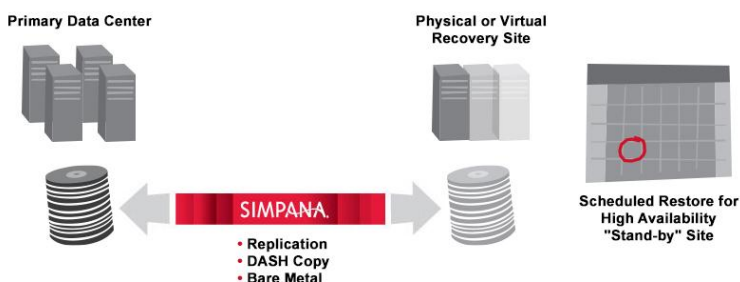 Primary Data Center
Physical or Virtual
Recovery Site
SIMPANA.
• Replication
• DASH Copy
• Bare Metal
Scheduled Restore for
High Availability
"Stand-by" Site